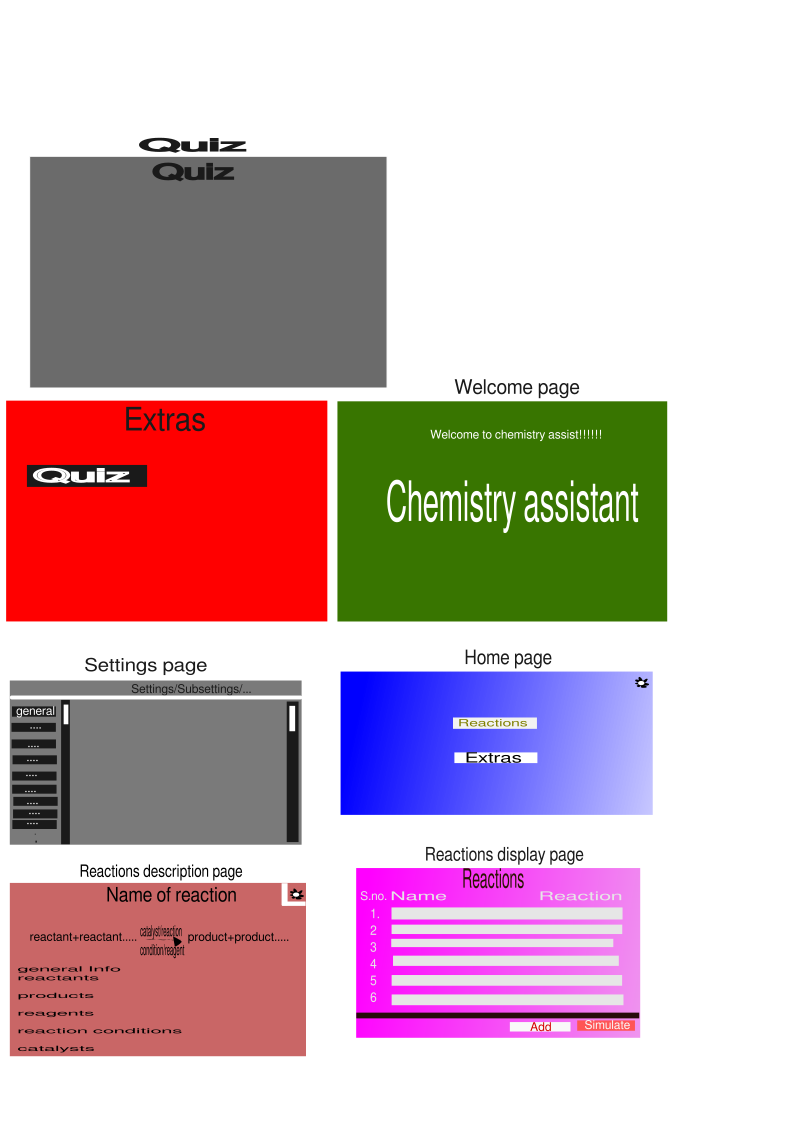 Quiz
Quiz
Welcome page
Extras
Quiz
Welcome to chemistry assist!!!!!!
Chemistry assistant
Settings page
Settings/Subsettings/...
general
....
....
....
....
....
....
....
....
.
.
Home page
Reactions
Extras
Reactions description page
Name of reaction
reactant+reactant..... catalyst/reaction condition/reagent product+product.....
general Info
reactants
products
reagents
reaction conditions
catalysts
Reactions display page
Reactions
S.no. Name Reaction
1.
2
3
4
5
6
Add Simulate